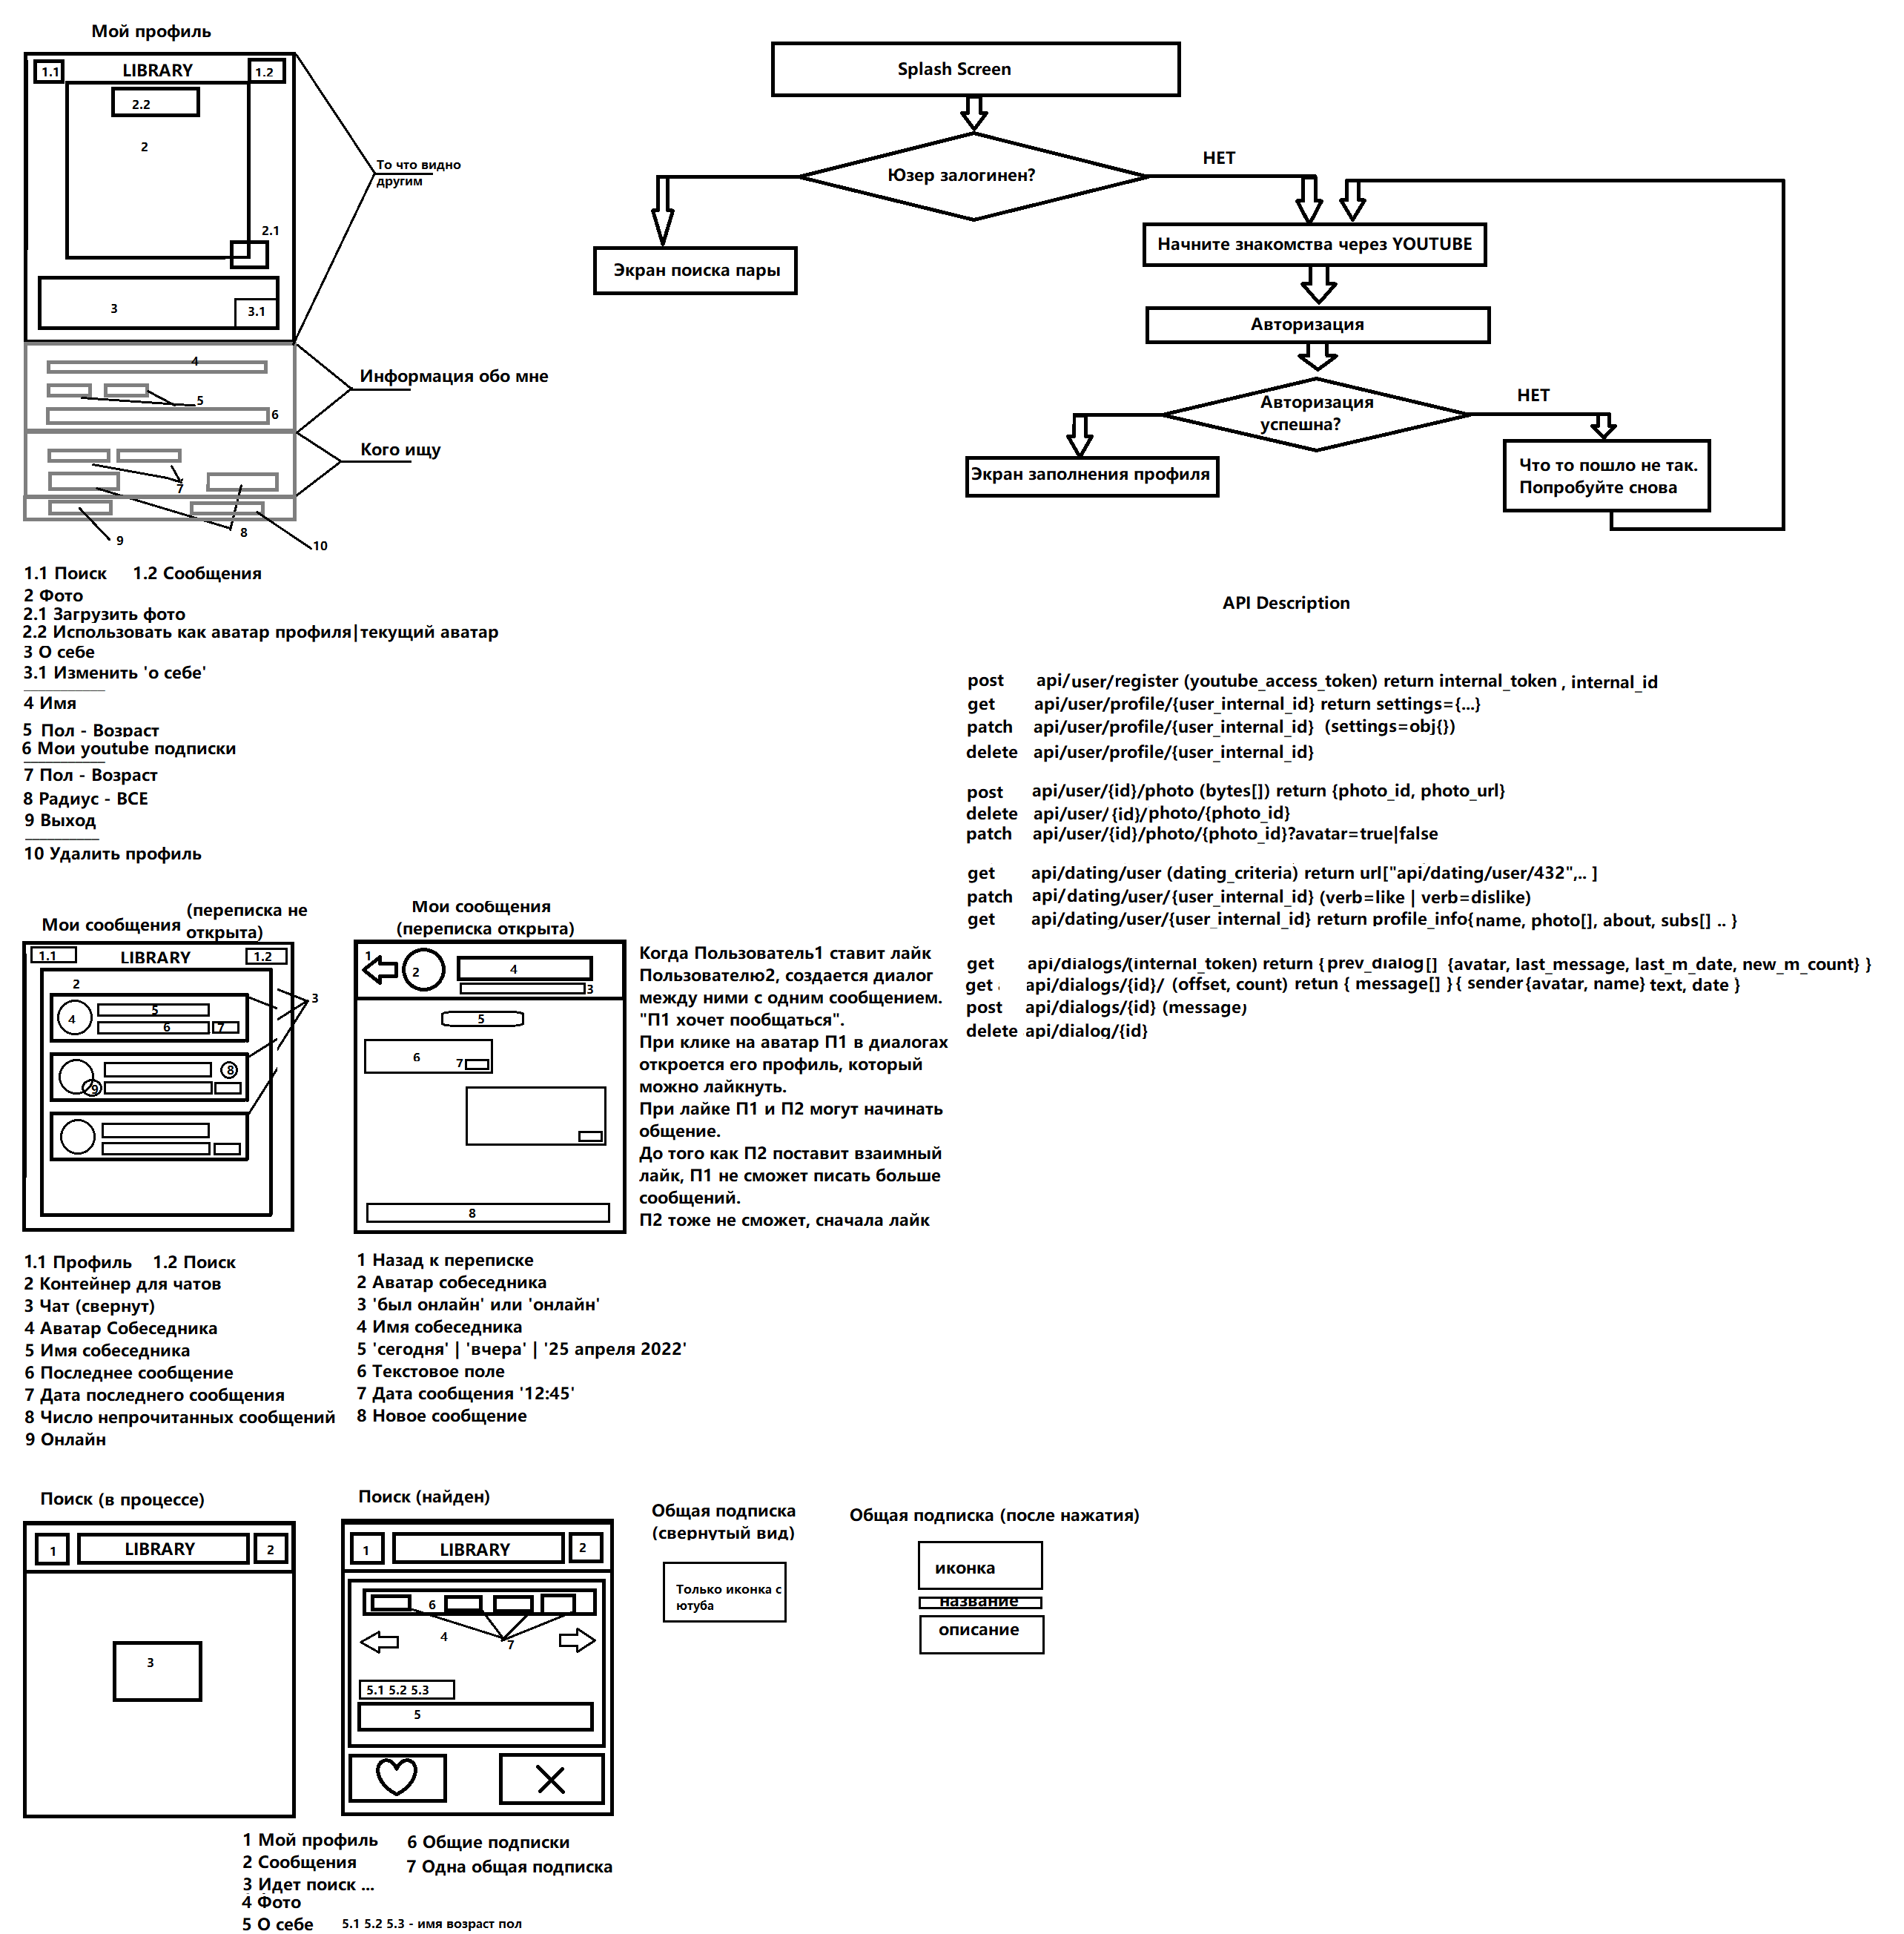 Мой профиль
1.1 LIBRARY 1.2
2.2
2
То что видно
другим
2.1
3
3.1
4
Информация обо мне
5
6
Кого ищу
7
8
9
10
1.1 Поиск 1.2 Сообщения
2 Фото
2.1 Загрузить фото
2.2 Использовать как аватар профиля|текущий аватар
3 О себе
3.1 Изменить 'о себе'
4 Имя
5 Пол - Возраст
6 Мои youtube подписки
7 Пол - Возраст
8 Радиус - ВСЕ
9 Выход
10 Удалить профиль
Splash Screen
Юзер залогинен?
НЕТ
Экран поиска пары
Начните знакомства через YOUTUBE
Авторизация
Авторизация
успешна?
НЕТ
Экран заполнения профиля
Что то пошло не так.
Попробуйте снова
API Description
post api/user/register (youtube_access_token) return internal_token , internal_id
get api/user/profile/{user_internal_id} return settings={...}
patch api/user/profile/{user_internal_id} (settings=obj{})
delete api/user/profile/{user_internal_id}
post api/user/{id}/photo (bytes[]) return {photo_id, photo_url}
delete api/user/{id}/photo/{photo_id}
patch api/user/{id}/photo/{photo_id}?avatar=true|false
get api/dating/user (dating_criteria) return url["api/dating/user/432",.. ]
patch api/dating/user/{user_internal_id} (verb=like | verb=dislike)
get api/dating/user/{user_internal_id} return profile_info{ name, photo[], about, subs[] .. }
get api/dialogs/(internal_token) return { prev_dialog[] {avatar, last_message, last_m_date, new_m_count} }
get api/dialogs/{id}/ (offset, count) retun { message[] } { sender {avatar, name} text, date }
post api/dialogs/{id} (message)
delete api/dialog/{id}
Мои сообщения (переписка не
открыта)
1.1 LIBRARY 1.2
2
3
4
5
6
7
8
9
1.1 Профиль 1.2 Поиск
2 Контейнер для чатов
3 Чат (свернут)
4 Аватар Собеседника
5 Имя собеседника
6 Последнее сообщение
7 Дата последнего сообщения
8 Число непрочитанных сообщений
9 Онлайн
Мои сообщения
(переписка открыта)
1
2
4
3
5
6
7
8
1 Назад к переписке
2 Аватар собеседника
3 'был онлайн' или 'онлайн'
4 Имя собеседника
5 'сегодня' | 'вчера' | '25 апреля 2022'
6 Текстовое поле
7 Дата сообщения '12:45'
8 Новое сообщение
Когда Пользователь1 ставит лайк
Пользователю2, создается диалог
между ними с одним сообщением.
"П1 хочет пообщаться".
При клике на аватар П1 в диалогах
откроется его профиль, который
можно лайкнуть.
При лайке П1 и П2 могут начинать
общение.
До того как П2 поставит взаимный
лайк, П1 не сможет писать больше
сообщений.
П2 тоже не сможет, сначала лайк
Поиск (в процессе)
1 LIBRARY 2
3
Поиск (найден)
1 LIBRARY 2
6
4
7
5.1 5.2 5.3
5
Общая подписка
(свернутый вид)
Только иконка с
ютуба
Общая подписка (после нажатия)
иконка
название
описание
1 Мой профиль
2 Сообщения
3 Идет поиск ...
4 Фото
5 О себе
5.1 5.2 5.3 - имя возраст пол
6 Общие подписки
7 Одна общая подписка